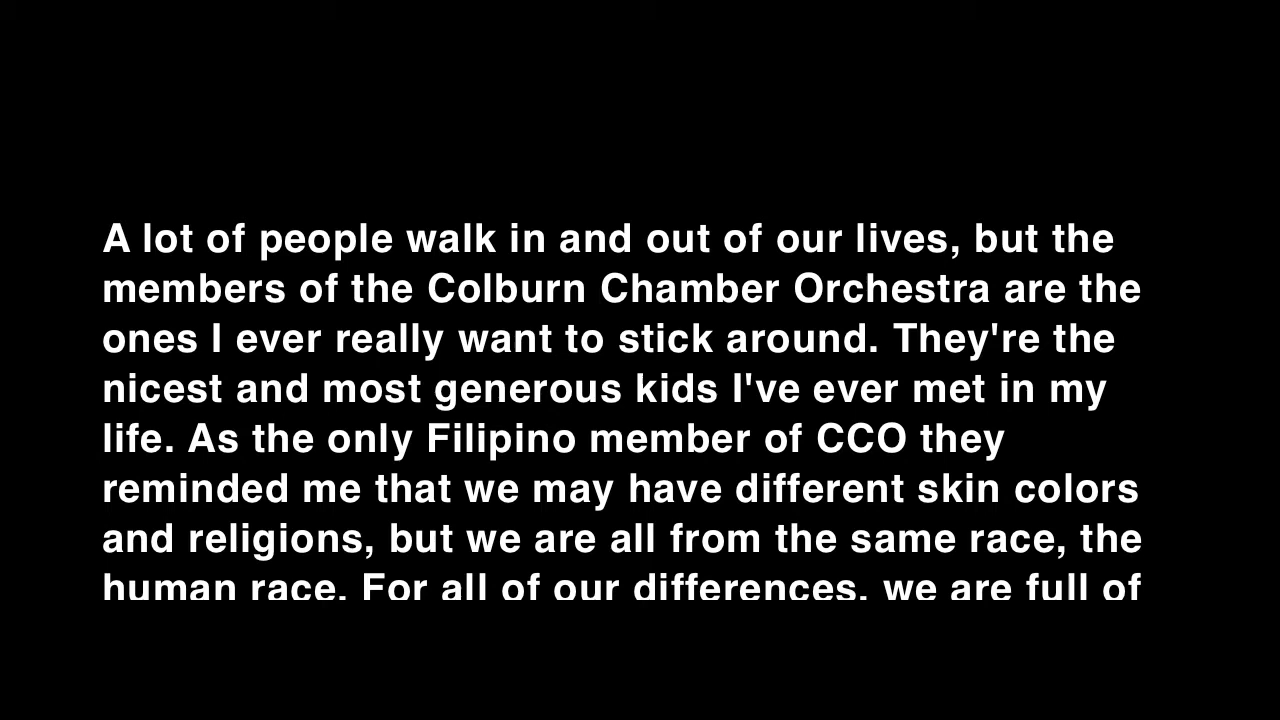 A lot of people walk in and out of our lives, but the
members of the Colburn Chamber Orchestra are the
ones I ever really want to stick around. They're the
nicest and most generous kids I've ever met in my
life. As the only Filipino member of CCO they
reminded me that we may have different skin colors
and religions, but we are all from the same race, the
human race. For all of our differences, we are full of